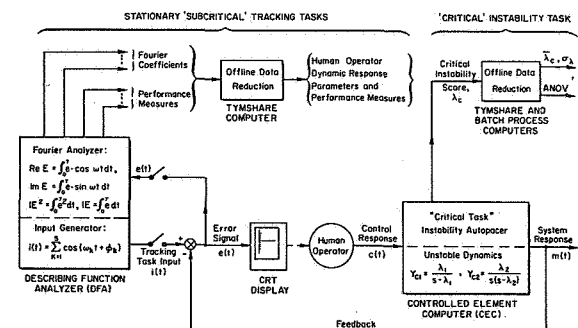 STATIONARY 'SUBCRITICAL' TRACKING TASKS
'CRITICAL' INSTABILITY TASK
Fourier
Coefficients
Performance
Measures
Offline Data
Reduction
TYMSHARE
COMPUTER
Human Operator
Dynamic Response
Parameters and
Performance Measures
Critical
Instability
Score,
λc
Offline Data
Reduction
λ̄c, σλ
ANOV
TYMSHARE AND
BATCH PROCESS
COMPUTERS
Fourier Analyzer:
Re E = ∫₀ᵀ e·cos ωt dt,
Im E = ∫₀ᵀ e·sin ωt dt
IE² = ∫₀ᵀ e² dt, IE = ∫₀ᵀ e dt
Input Generator:
i(t) = Σ cos(ωₖt + φₖ)
K=1
DESCRIBING FUNCTION
ANALYZER (DFA)
e(t)
Tracking
Task Input
i(t)
+
-
Error
Signal
e(t)
CRT
DISPLAY
Human
Operator
Control
Response
c(t)
"Critical Task"
Instability Autopacer
Unstable Dynamics
Yc1 = λ1/(s-λ1), Yc2 = λ2/(s(s-λ2))
CONTROLLED ELEMENT
COMPUTER (CEC)
System
Response
m(t)
Feedback